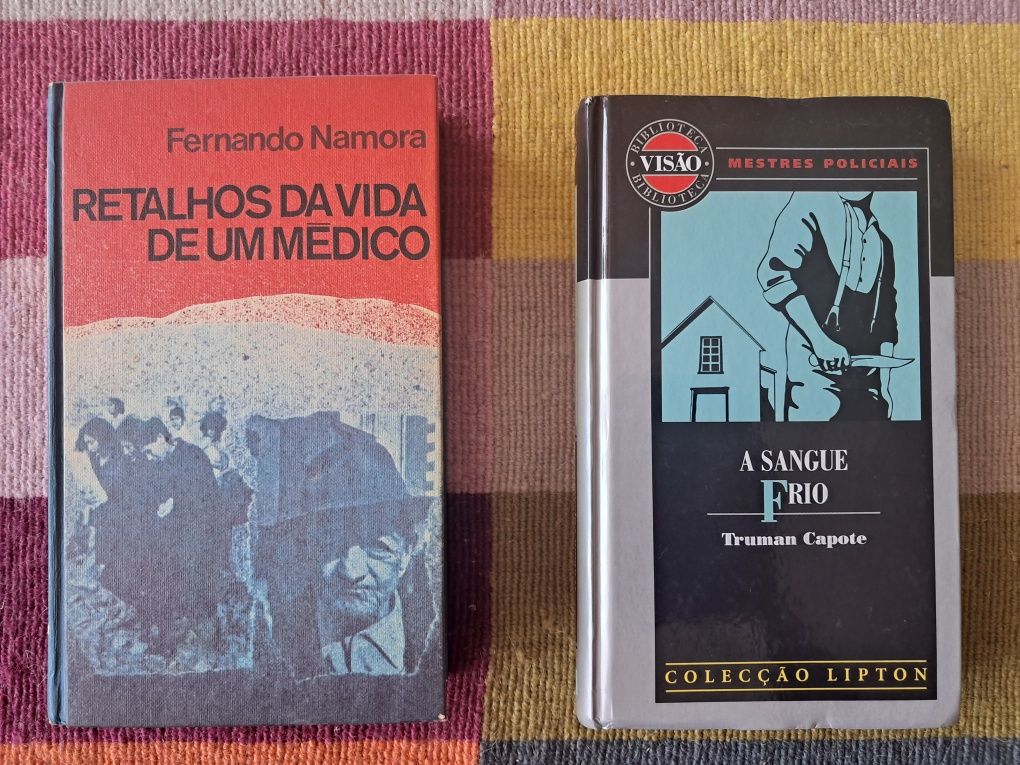 Fernando Namora
RETALHOS DA VIDA
DE UM MÉDICO
BIBLIOTECA
VISÃO
BIBLIOTECA
MESTRES POLICIAIS
A SANGUE
FRIO
Truman Capote
COLECÇÃO LIPTON